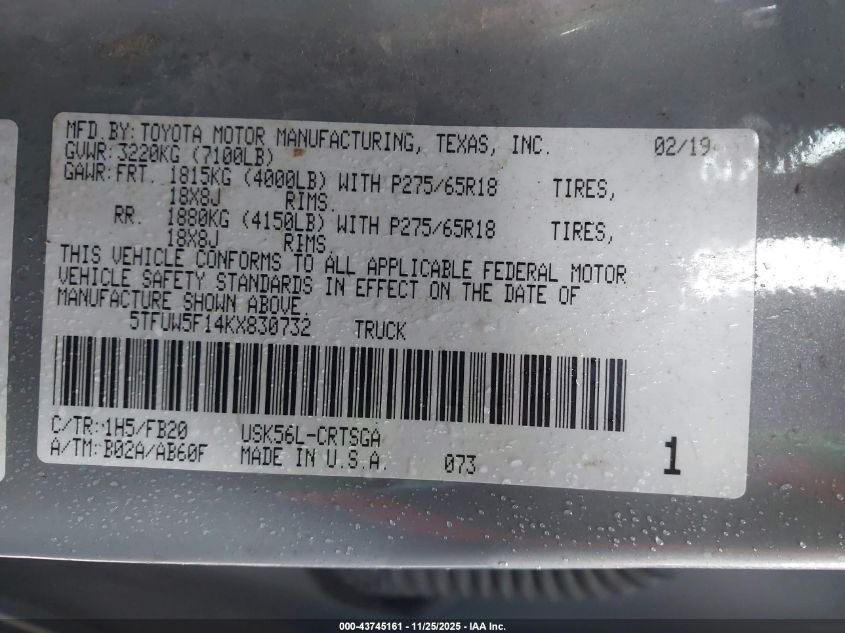 MFD.BY: TOYOTA MOTOR MANUFACTURING, TEXAS, INC. 02/19
GVWR: 3220KG (7100LB)
GAWR: FRT. 1815KG (4000LB) WITH P275/65R18 TIRES,
18X8J RIMS.
RR. 1880KG (4150LB) WITH P275/65R18 TIRES,
18X8J RIMS.
THIS VEHICLE CONFORMS TO ALL APPLICABLE FEDERAL MOTOR
VEHICLE SAFETY STANDARDS IN EFFECT ON THE DATE OF
MANUFACTURE SHOWN ABOVE.
5TFUW5F14KX830732 TRUCK
C/TR: 1H5/FB20 USK56L-CRTSGA
A/TM: B02A/AB60F MADE IN U.S.A. 073 1
000-43745161 | 11/25/2025 | IAA Inc.